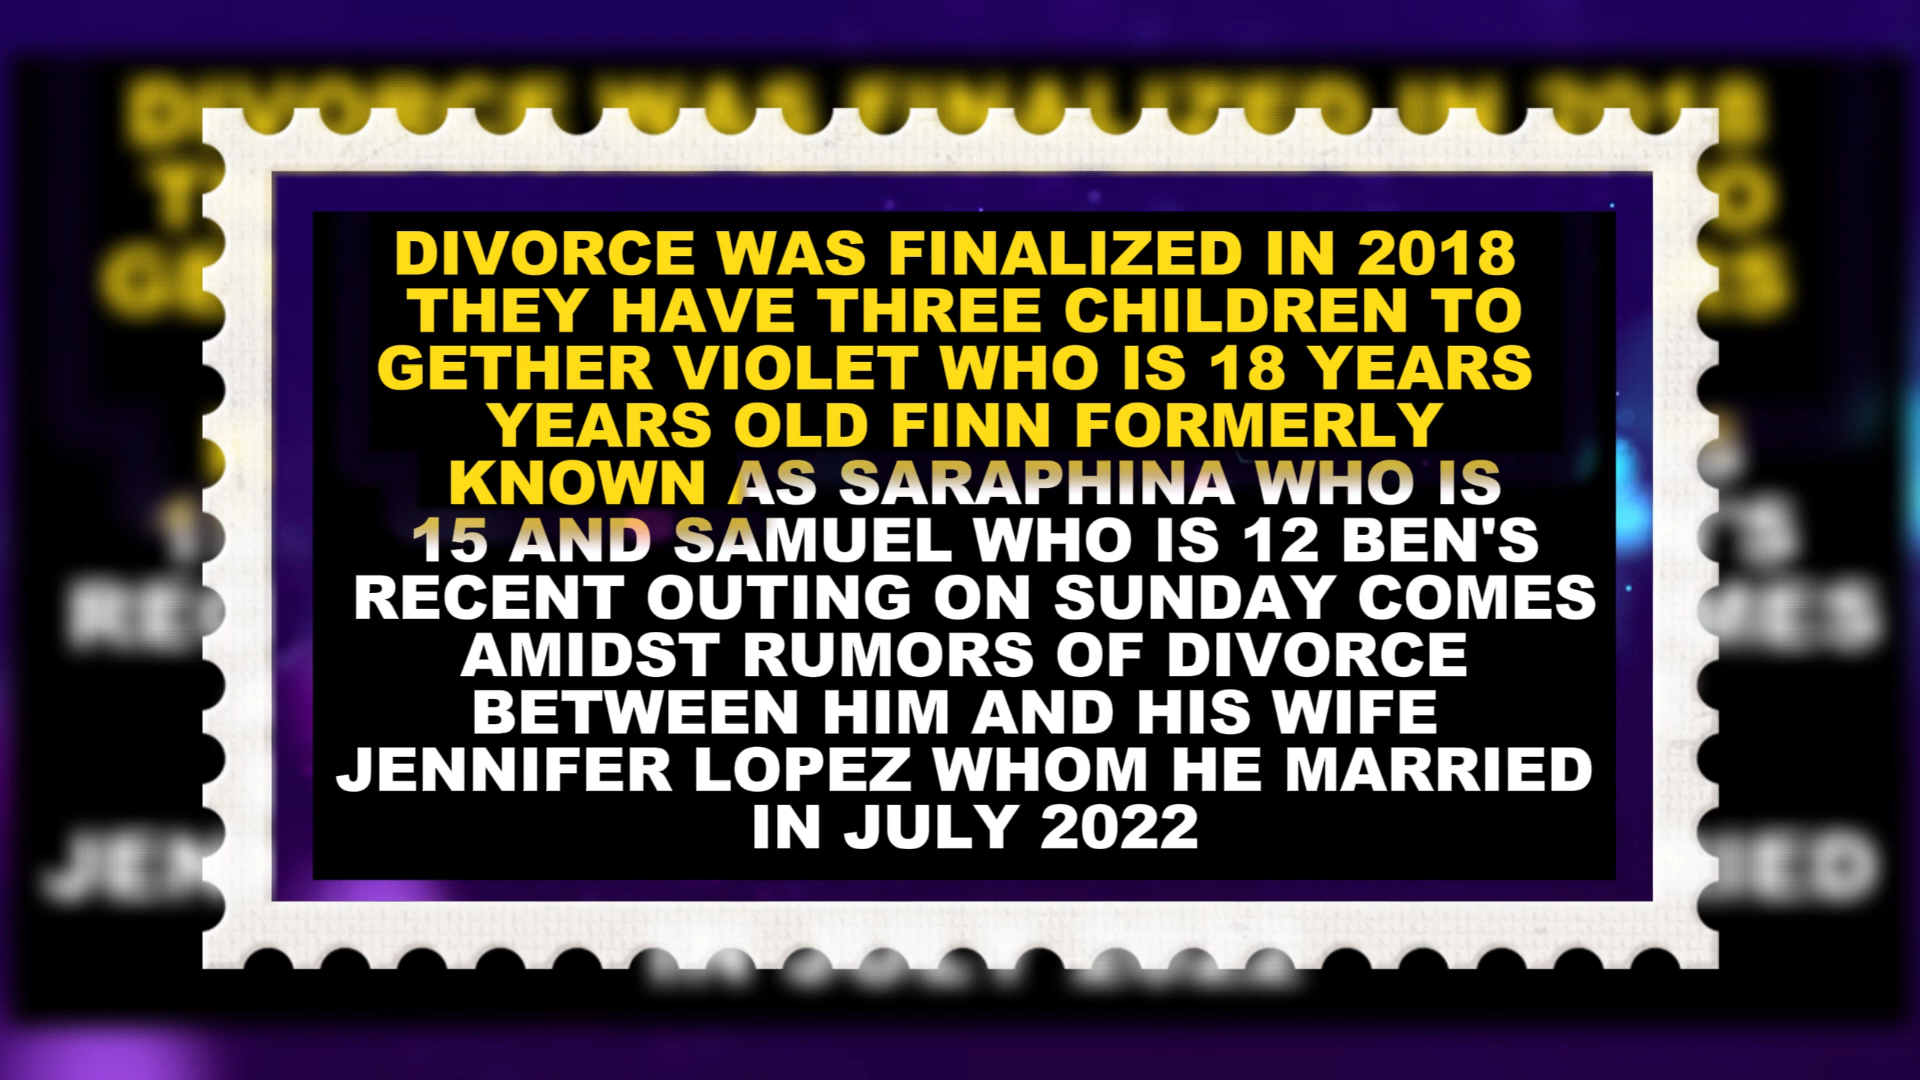 DIVORCE WAS FINALIZED IN 2018
THEY HAVE THREE CHILDREN TO
GETHER VIOLET WHO IS 18 YEARS
YEARS OLD FINN FORMERLY
KNOWN AS SARAPHINA WHO IS
15 AND SAMUEL WHO IS 12 BEN'S
RECENT OUTING ON SUNDAY COMES
AMIDST RUMORS OF DIVORCE
BETWEEN HIM AND HIS WIFE
JENNIFER LOPEZ WHOM HE MARRIED
IN JULY 2022